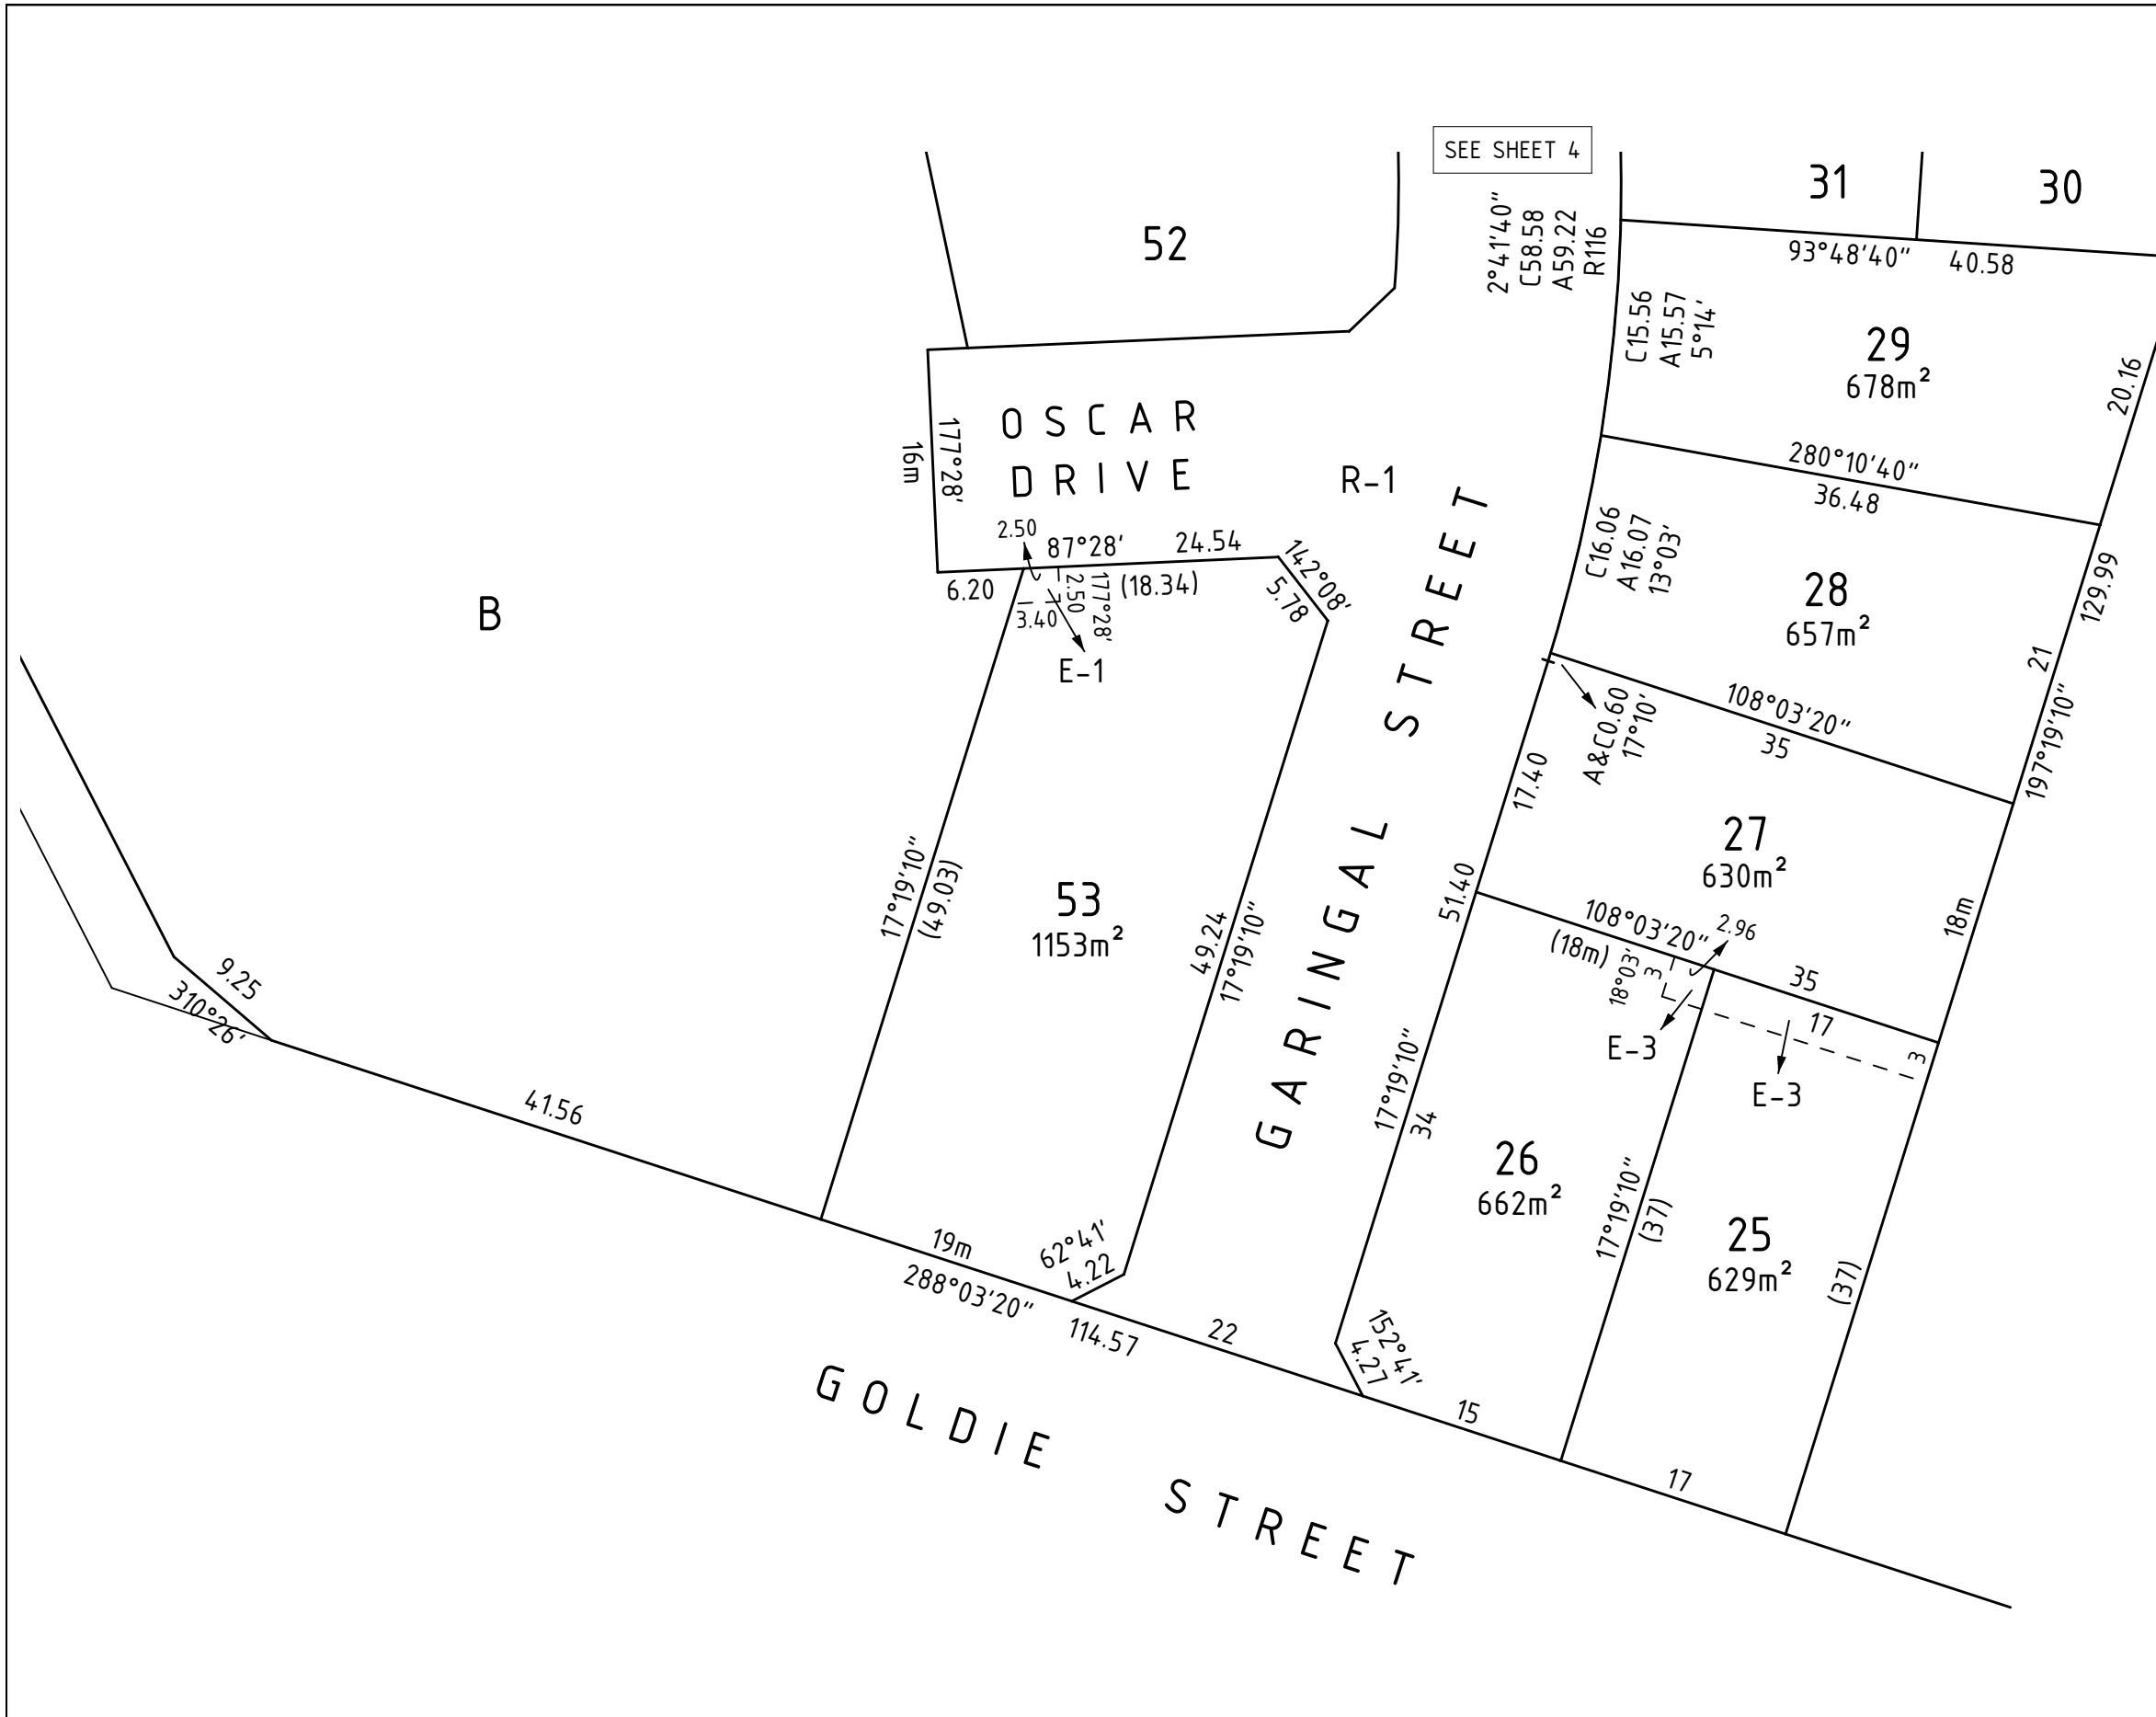 SEE SHEET 4
31
30
52
2°41'40"
C58.58
A59.22
R116
93°48'40"
40.58
C15.56
A15.57
5°14'
29
678m²
20.16
OSCAR
DRIVE
177°28'
16m
R-1
280°10'40"
36.48
2.50
87°28'
24.54
142°08'
5.78
6.20
3.40
2.50
177°28'
(18.34)
E-1
C16.06
A16.07
13°03'
28
657m²
129.99
21
197°19'10"
B
108°03'20"
35
A&C0.60
17°10'
17.40
27
630m²
51.40
18m
GARINGAL STREET
17°19'10"
(49.03)
53
1153m²
49.24
17°19'10"
108°03'20"
2.96
(18m)
18°03'
3
35
17
3
E-3
E-3
9.25
310°26'
41.56
17°19'10"
34
26
662m²
17°19'10"
(37)
25
629m²
(37)
19m
288°03'20"
62°41'
4.22
114.57
22
152°41'
4.27
15
17
GOLDIE STREET